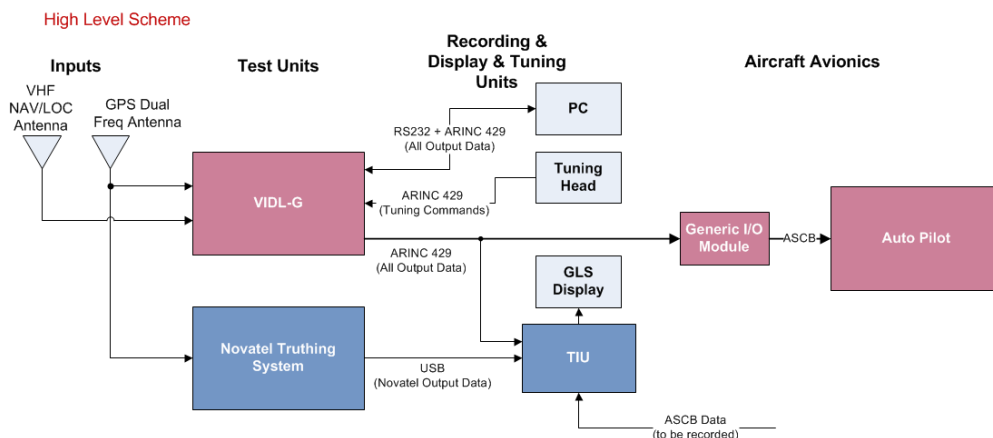 High Level Scheme
Inputs
Test Units
Recording &
Display & Tuning
Units
Aircraft Avionics
VHF
NAV/LOC
Antenna
GPS Dual
Freq Antenna
PC
RS232 + ARINC 429
(All Output Data)
Tuning
Head
VIDL-G
ARINC 429
(Tuning Commands)
Generic I/O
Module
ASCB
Auto Pilot
ARINC 429
(All Output Data)
GLS
Display
Novatel Truthing
System
TIU
USB
(Novatel Output Data)
ASCB Data
(to be recorded)